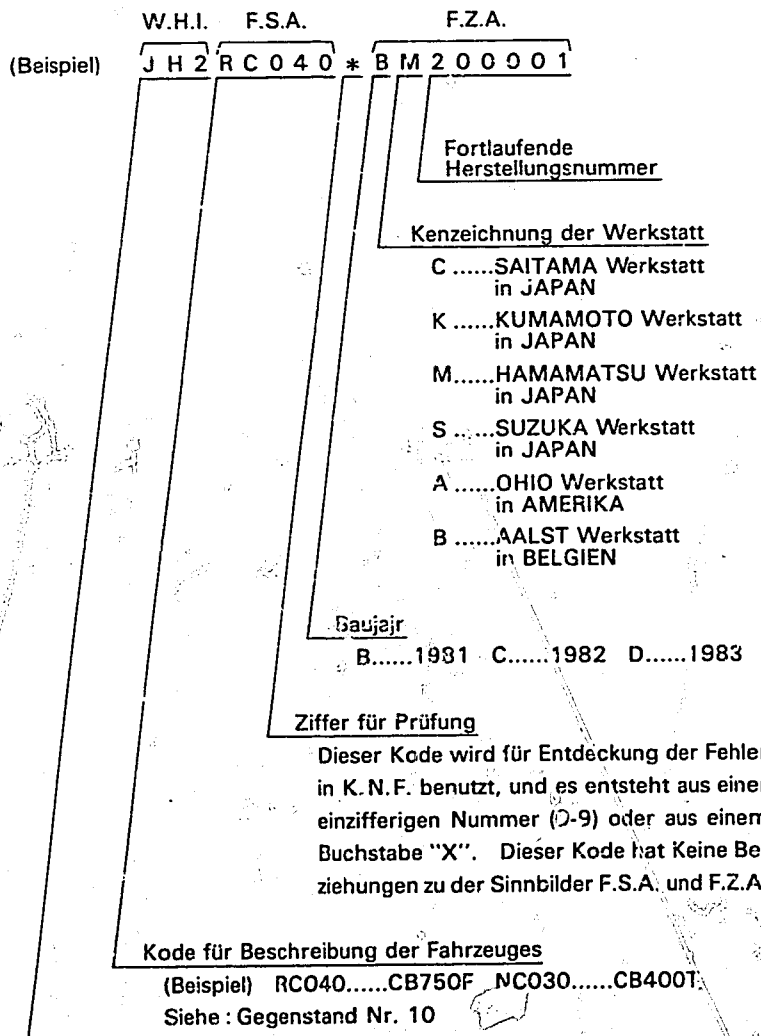 W.H.I. F.S.A. F.Z.A.
(Beispiel) J H 2 R C 0 4 0 * B M 2 0 0 0 0 1
Fortlaufende
Herstellungsnummer
Kenzeichnung der Werkstatt
C ......SAITAMA Werkstatt
in JAPAN
K ......KUMAMOTO Werkstatt
in JAPAN
M......HAMAMATSU Werkstatt
in JAPAN
S ......SUZUKA Werkstatt
in JAPAN
A ......OHIO Werkstatt
in AMERIKA
B ......AALST Werkstatt
in BELGIEN
Baujajr
B......1981 C......1982 D......1983
Ziffer für Prüfung
Dieser Kode wird für Entdeckung der Fehler
in K.N.F. benutzt, und es entsteht aus einer
einzifferigen Nummer (0-9) oder aus einem
Buchstabe "X". Dieser Kode hat Keine Be
ziehungen zu der Sinnbilder F.S.A. und F.Z.A
Kode für Beschreibung der Fahrzeuges
(Beispiel) RC040......CB750F NC030......CB400T
Siehe : Gegenstand Nr. 10